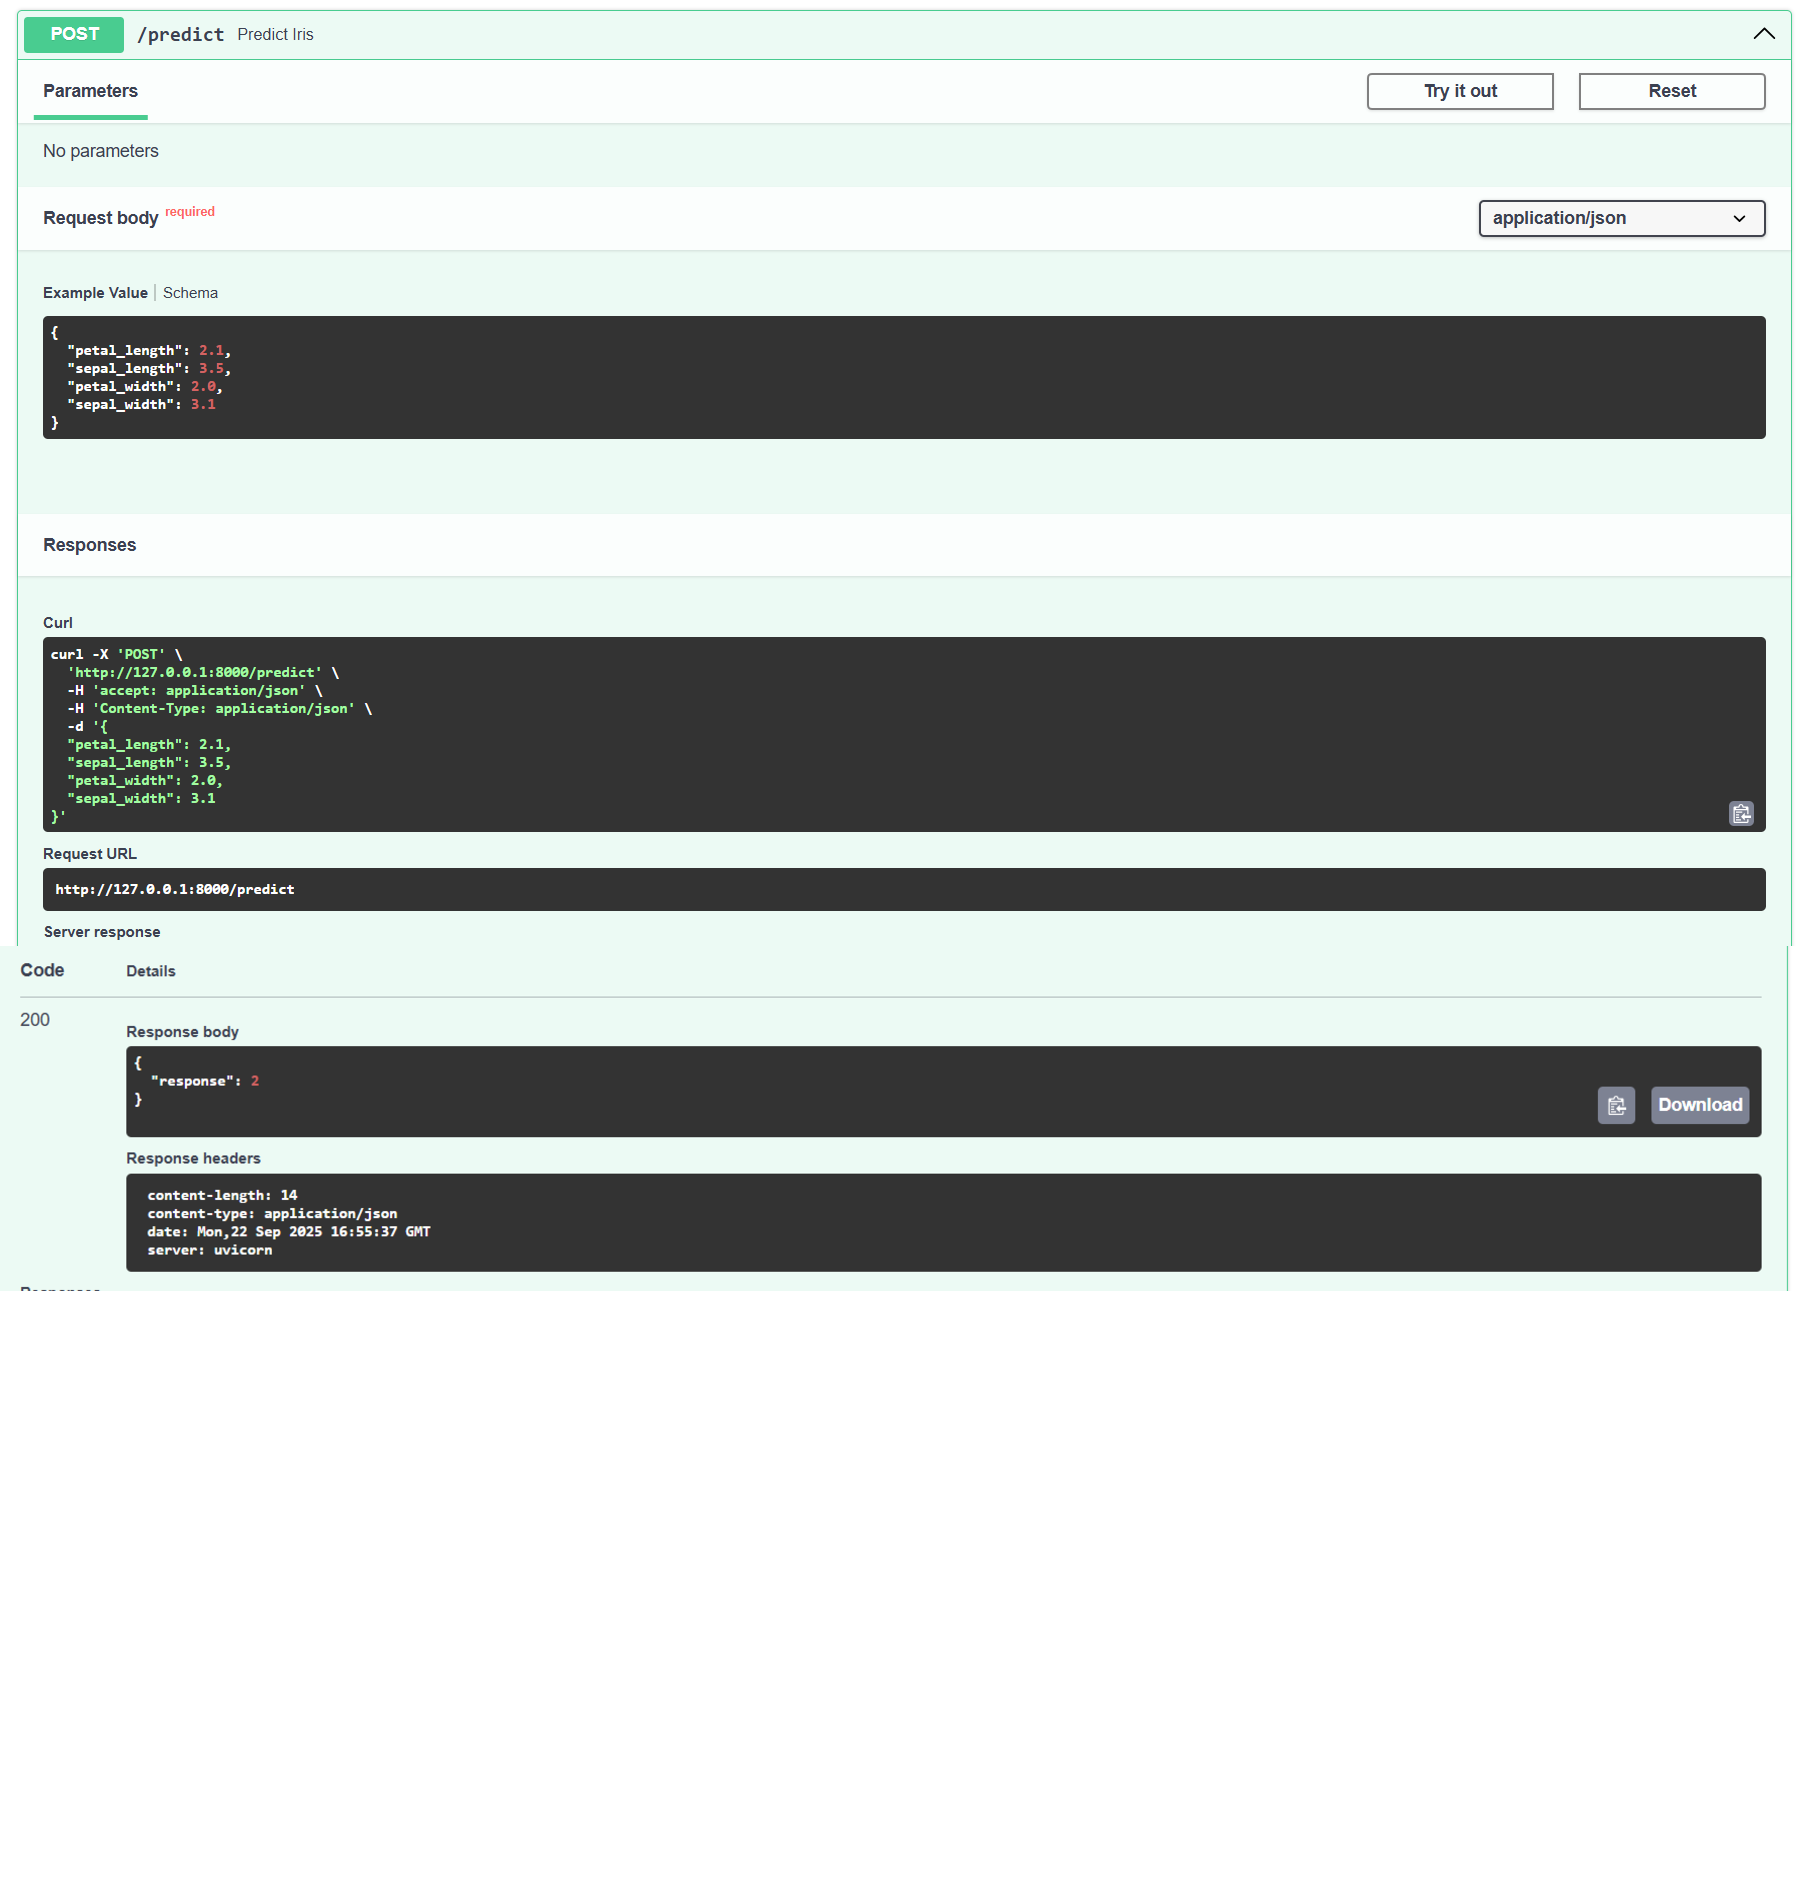 POST /predict Predict Iris
Parameters
Try it out
Reset
No parameters
Request body required
application/json
Example Value | Schema
{
  "petal_length": 2.1,
  "sepal_length": 3.5,
  "petal_width": 2.0,
  "sepal_width": 3.1
}
Responses
Curl
curl -X 'POST' \
  'http://127.0.0.1:8000/predict' \
  -H 'accept: application/json' \
  -H 'Content-Type: application/json' \
  -d '{
  "petal_length": 2.1,
  "sepal_length": 3.5,
  "petal_width": 2.0,
  "sepal_width": 3.1
}'
Request URL
http://127.0.0.1:8000/predict
Server response
Code Details
200
Response body
{
  "response": 2
}
Download
Response headers
content-length: 14
content-type: application/json
date: Mon,22 Sep 2025 16:55:37 GMT
server: uvicorn